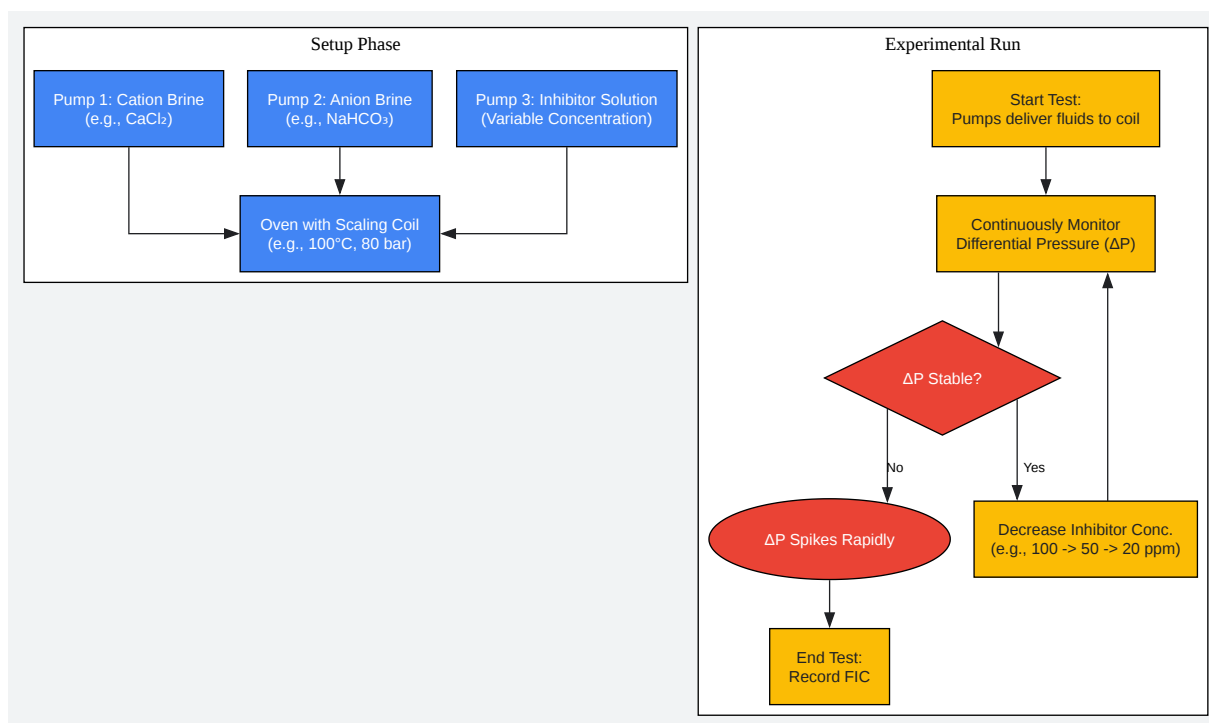 Setup Phase
Pump 1: Cation Brine
(e.g., CaCl₂)
Pump 2: Anion Brine
(e.g., NaHCO₃)
Pump 3: Inhibitor Solution
(Variable Concentration)
Oven with Scaling Coil
(e.g., 100°C, 80 bar)
Experimental Run
Start Test:
Pumps deliver fluids to coil
Continuously Monitor
Differential Pressure (ΔP)
ΔP Stable?
No
Yes
ΔP Spikes Rapidly
Decrease Inhibitor Conc.
(e.g., 100 -> 50 -> 20 ppm)
End Test:
Record FIC